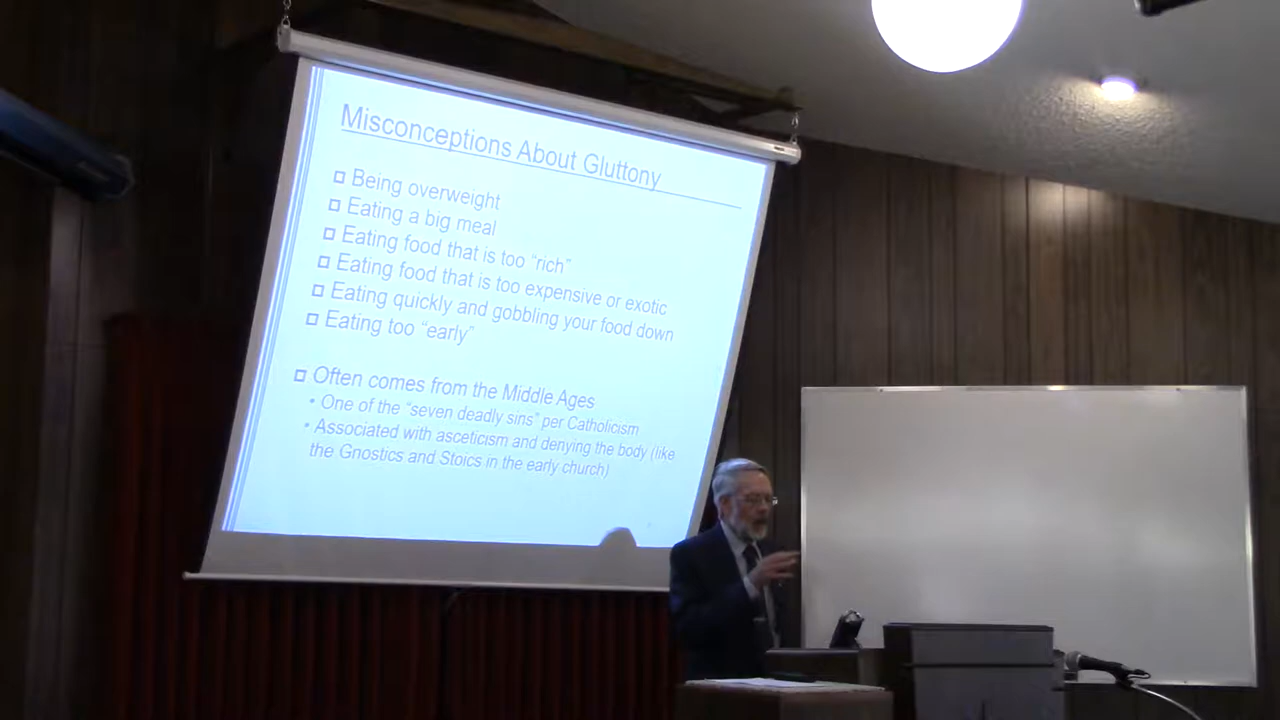 Misconceptions About Gluttony
Being overweight
Eating a big meal
Eating food that is too “rich”
Eating food that is too expensive or exotic
Eating quickly and gobbling your food down
Eating too “early”
Often comes from the Middle Ages
• One of the “seven deadly sins” per Catholicism
• Associated with asceticism and denying the body (like
the Gnostics and Stoics in the early church)